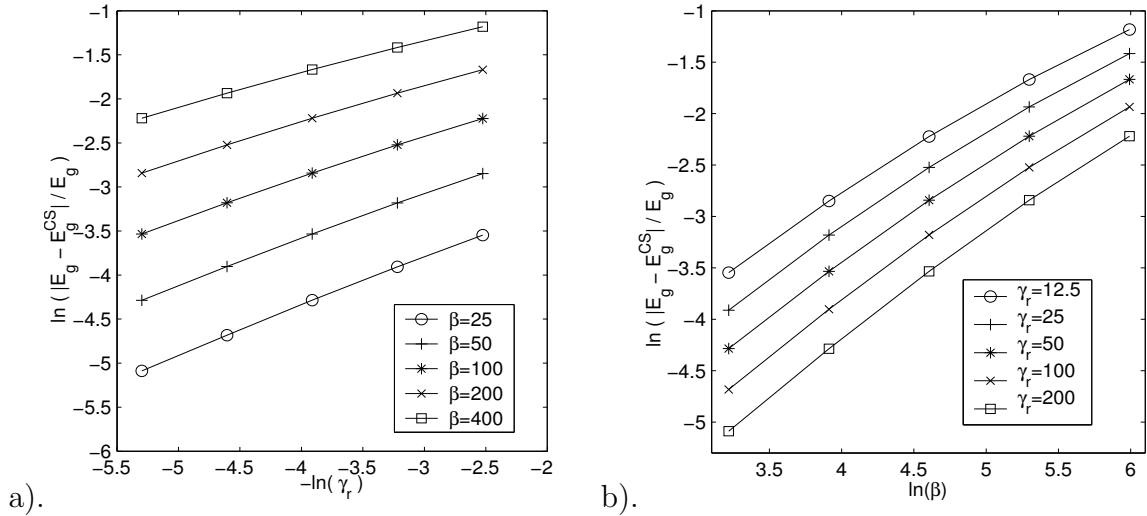 −1
−1.5
−2
−2.5
−3
−3.5
−4
−4.5
−5
−5.5
−6
ln ( |E_g − E_g^{CS}| / E_g )
β=25
β=50
β=100
β=200
β=400
−5.5 −5 −4.5 −4 −3.5 −3 −2.5 −2
−ln( γ_r )
a).
−1
−1.5
−2
−2.5
−3
−3.5
−4
−4.5
−5
ln ( |E_g − E_g^{CS}| / E_g )
γ_r=12.5
γ_r=25
γ_r=50
γ_r=100
γ_r=200
3.5 4 4.5 5 5.5 6
ln(β)
b).